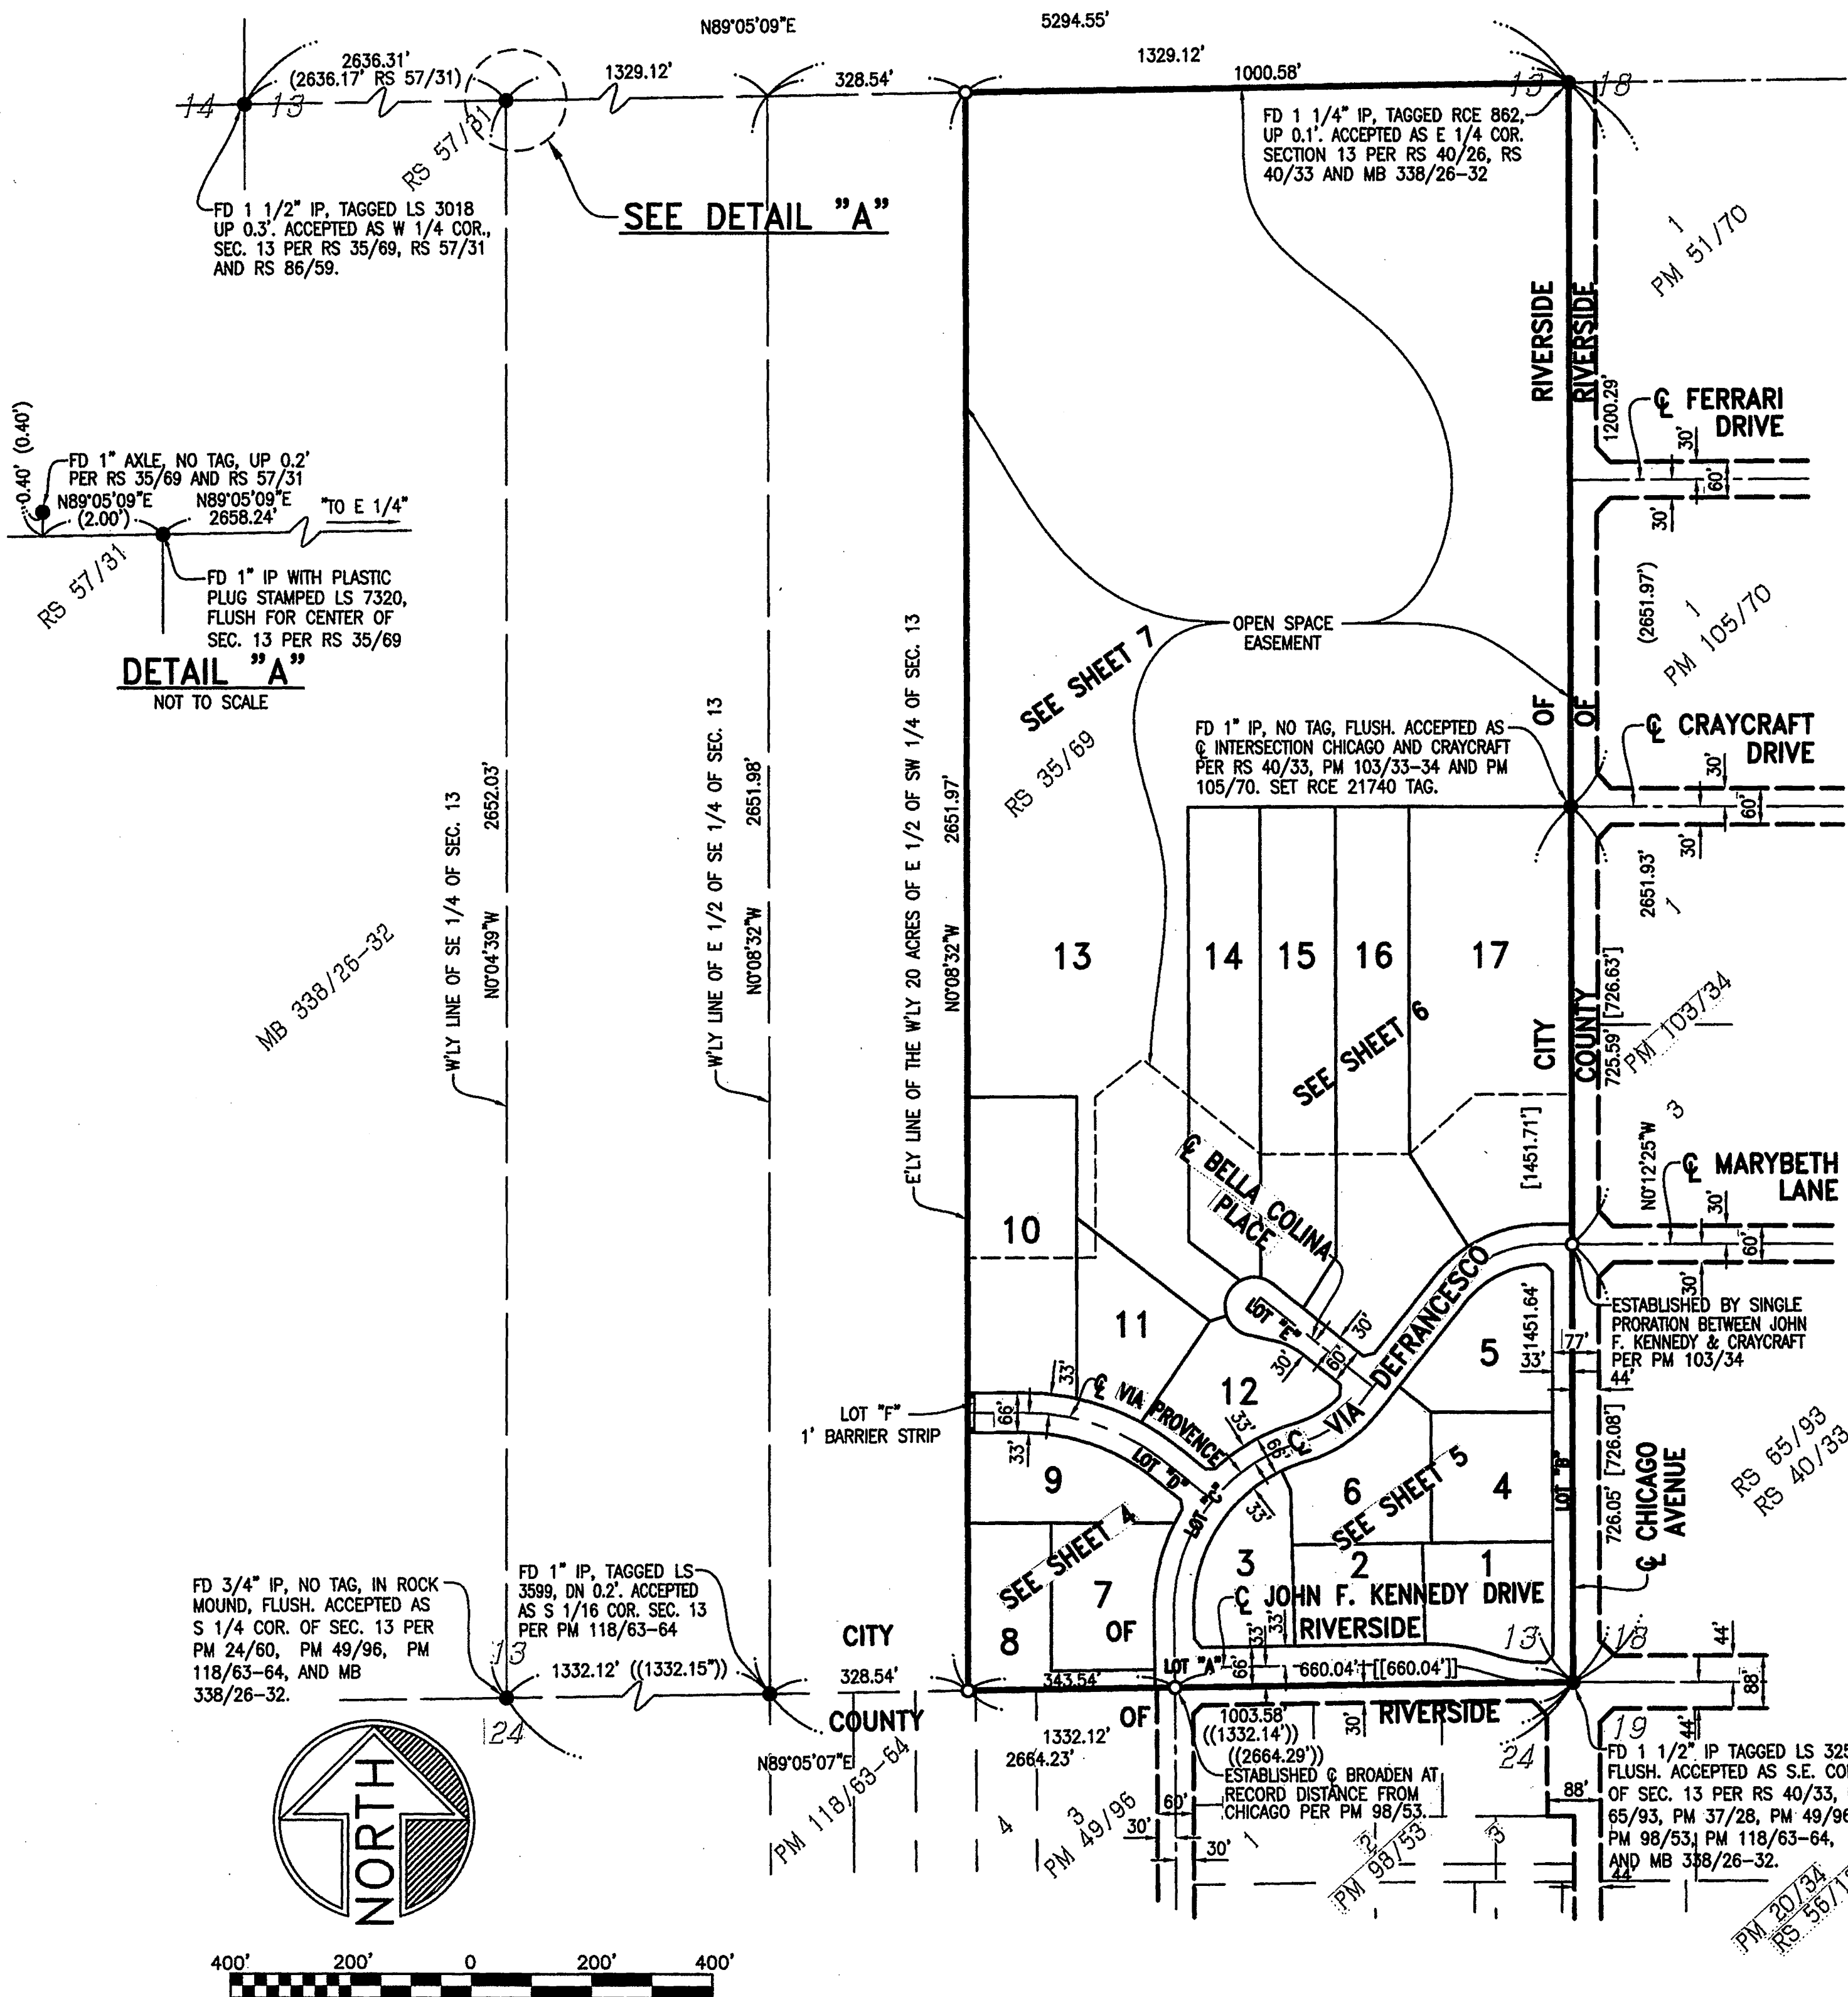 N89°05'09"E
5294.55'
2636.31'
(2636.17' RS 57/31)
1329.12'
328.54'
1329.12'
1000.58'
14
13
13
18
RS 57/31
FD 1 1/4" IP, TAGGED RCE 862,
UP 0.1'. ACCEPTED AS E 1/4 COR.
SECTION 13 PER RS 40/26, RS
40/33 AND MB 338/26-32
FD 1 1/2" IP, TAGGED LS 3018
UP 0.3'. ACCEPTED AS W 1/4 COR.,
SEC. 13 PER RS 35/69, RS 57/31
AND RS 86/59.
SEE DETAIL "A"
1
PM 51/70
RIVERSIDE
RIVERSIDE
1200.29'
℄ FERRARI
DRIVE
30'
60'
30'
0.40' (0.40')
FD 1" AXLE, NO TAG, UP 0.2'
PER RS 35/69 AND RS 57/31
N89°05'09"E
(2.00')
N89°05'09"E
2658.24'
"TO E 1/4"
RS 57/31
FD 1" IP WITH PLASTIC
PLUG STAMPED LS 7320,
FLUSH FOR CENTER OF
SEC. 13 PER RS 35/69
DETAIL "A"
NOT TO SCALE
OPEN SPACE
EASEMENT
(2651.97')
1
PM 105/70
SEE SHEET 7
RS 35/69
OF
OF
FD 1" IP, NO TAG, FLUSH. ACCEPTED AS
℄ INTERSECTION CHICAGO AND CRAYCRAFT
PER RS 40/33, PM 103/33-34 AND PM
105/70. SET RCE 21740 TAG.
℄ CRAYCRAFT
DRIVE
30'
60'
30'
W'LY LINE OF SE 1/4 OF SEC. 13
N0°04'39"W
2652.03'
W'LY LINE OF E 1/2 OF SE 1/4 OF SEC. 13
N0°08'32"W
2651.98'
E'LY LINE OF THE W'LY 20 ACRES OF E 1/2 OF SW 1/4 OF SEC. 13
N0°08'32"W
2651.97'
2651.93'
1
MB 338/26-32
13
14
15
16
17
SEE SHEET 6
CITY
COUNTY
725.59' [726.63']
PM 103/34
3
[1451.71']
N0°12'25"W
℄ MARYBETH
LANE
30'
60'
30'
℄ BELLA COLINA
PLACE
10
11
12
LOT "E"
30'
60'
30'
DEFRANCESCO
℄ VIA
5
1451.64'
77'
33'
44'
ESTABLISHED BY SINGLE
PRORATION BETWEEN JOHN
F. KENNEDY & CRAYCRAFT
PER PM 103/34
LOT "F"
1' BARRIER STRIP
66'
33'
33'
℄ VIA PROVENCE
LOT "D"
LOT "C"
33'
66'
33'
9
6
4
SEE SHEET 5
LOT "B"
726.05' [726.08']
℄ CHICAGO
AVENUE
RS 65/93
RS 40/33
SEE SHEET 4
7
8
3
2
1
℄ JOHN F. KENNEDY DRIVE
RIVERSIDE
FD 3/4" IP, NO TAG, IN ROCK
MOUND, FLUSH. ACCEPTED AS
S 1/4 COR. OF SEC. 13 PER
PM 24/60, PM 49/96, PM
118/63-64, AND MB
338/26-32.
FD 1" IP, TAGGED LS
3599, DN 0.2'. ACCEPTED
AS S 1/16 COR. SEC. 13
PER PM 118/63-64
13
24
1332.12' ((1332.15"))
CITY
OF
328.54'
343.54'
LOT "A"
33'
33'
66'
660.04' [[660.04']]
13
18
44'
88'
44'
COUNTY
OF
RIVERSIDE
1003.58'
((1332.14'))
((2664.29'))
30'
1332.12'
2664.23'
N89°05'07"E
PM 118/63-64
24
19
ESTABLISHED ℄ BROADEN AT
RECORD DISTANCE FROM
CHICAGO PER PM 98/53.
60'
30'
30'
88'
44'
4
3
PM 49/96
1
2
PM 98/53
3
FD 1 1/2" IP TAGGED LS 325
FLUSH. ACCEPTED AS S.E. CO
OF SEC. 13 PER RS 40/33,
65/93, PM 37/28, PM 49/96
PM 98/53, PM 118/63-64,
AND MB 338/26-32.
PM 20/34
RS 56/1
NORTH
400'
200'
0
200'
400'